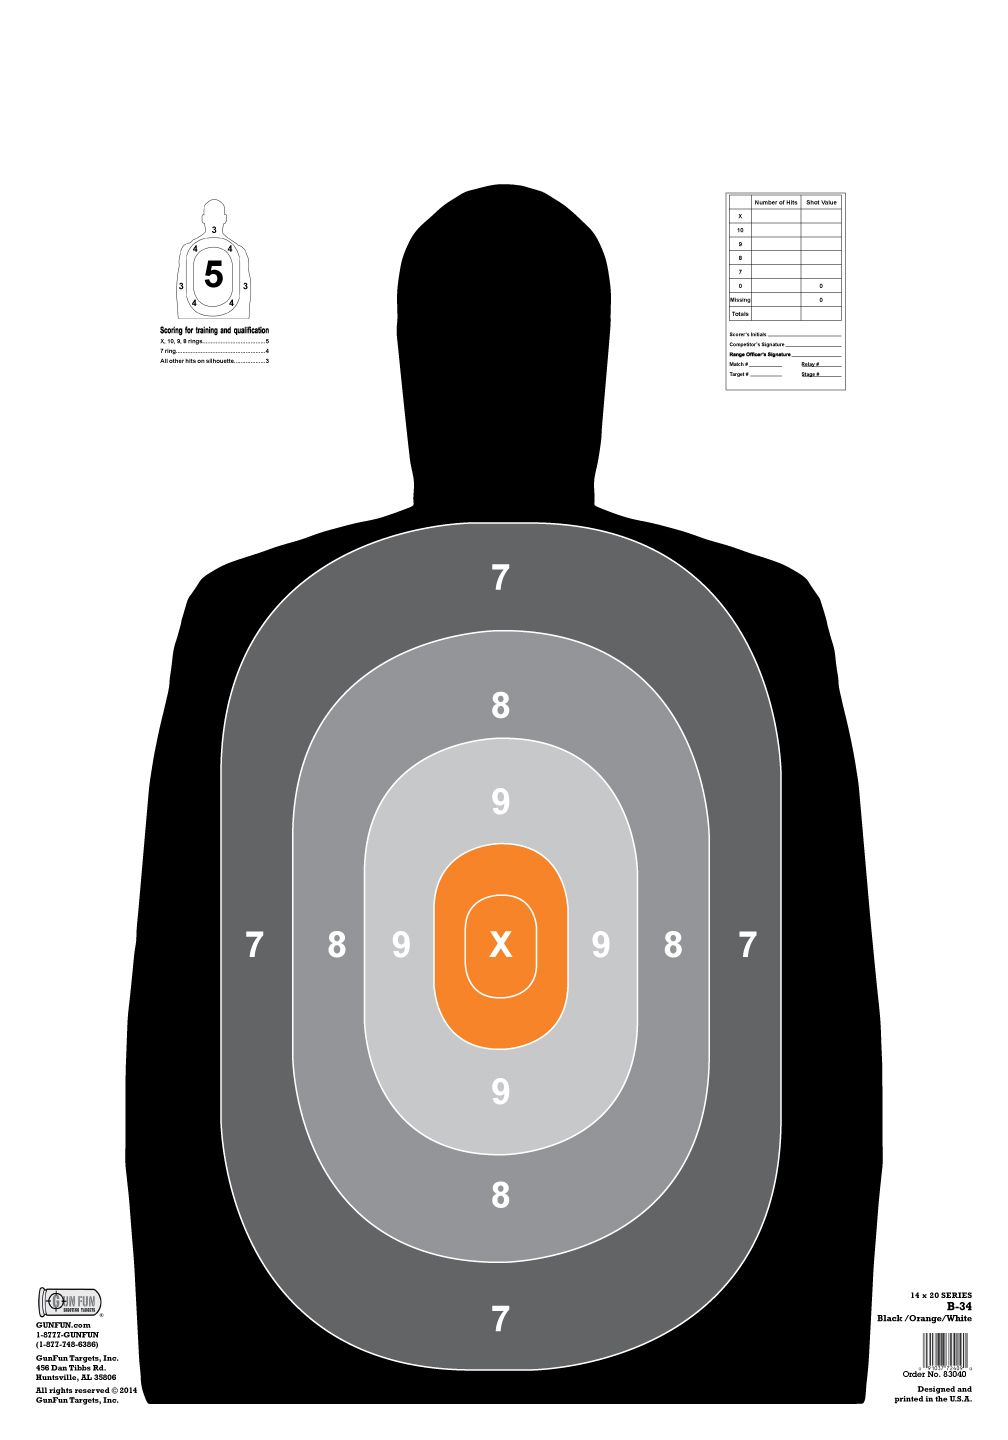 3
4 4
5
3 3
4 4
Scoring for training and qualification
X, 10, 9, 8 rings..................................5
7 ring................................................4
All other hits on silhouette.................3
Number of Hits Shot Value
X
10
9
8
7
0 0
Missing 0
Totals
Scorer's Initials
Competitor's Signature
Range Officer's Signature
Match # Relay #
Target # Stage #
7
8
9
7 8 9 X 9 8 7
9
8
7
GUN FUN
SHOOTING TARGETS
®
GUNFUN.com
1-8777-GUNFUN
(1-877-748-6386)
GunFun Targets, Inc.
456 Dan Tibbs Rd.
Huntsville, AL 35806
All rights reserved © 2014
GunFun Targets, Inc.
14 x 20 SERIES
B-34
Black /Orange/White
Order No. 83040
Designed and
printed in the U.S.A.